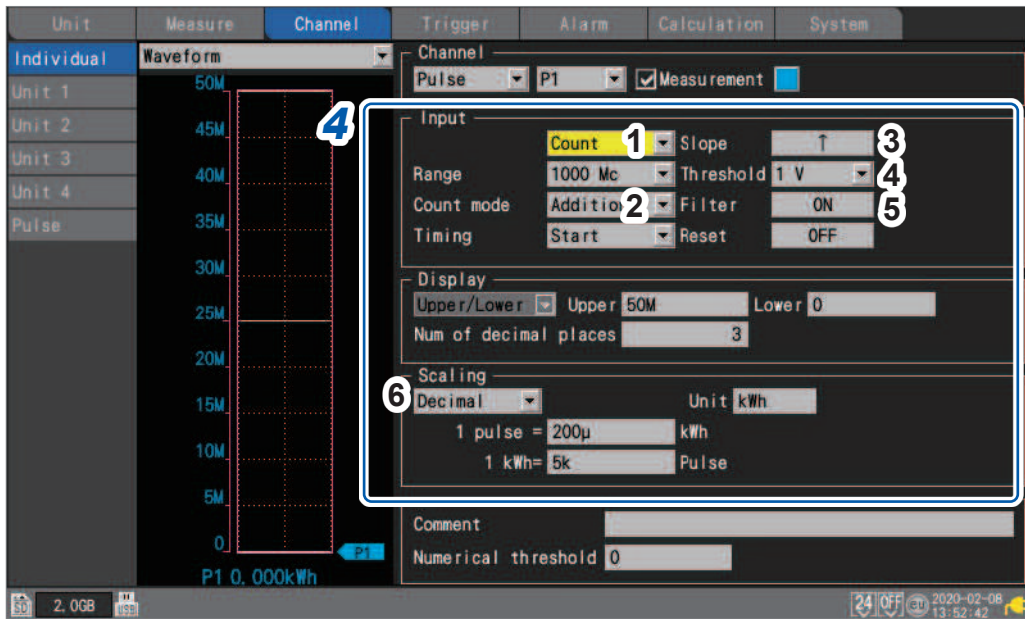 Unit Measure Channel Trigger Alarm Calculation System
Individual
Unit 1
Unit 2
Unit 3
Unit 4
Pulse
Waveform
50M
45M
40M
35M
30M
25M
20M
15M
10M
5M
0
P1
P1 0.000kWh
Channel
Pulse P1 Measurement
4
Input
Count 1 Slope ↑ 3
Range 1000 Mc Threshold 1 V 4
Count mode Additio 2 Filter ON 5
Timing Start Reset OFF
Display
Upper/Lower Upper 50M Lower 0
Num of decimal places 3
Scaling
6 Decimal Unit kWh
1 pulse = 200µ kWh
1 kWh= 5k Pulse
Comment
Numerical threshold 0
SD 2.0GB USB 24 OFF eu 2020-02-08
13:52:42